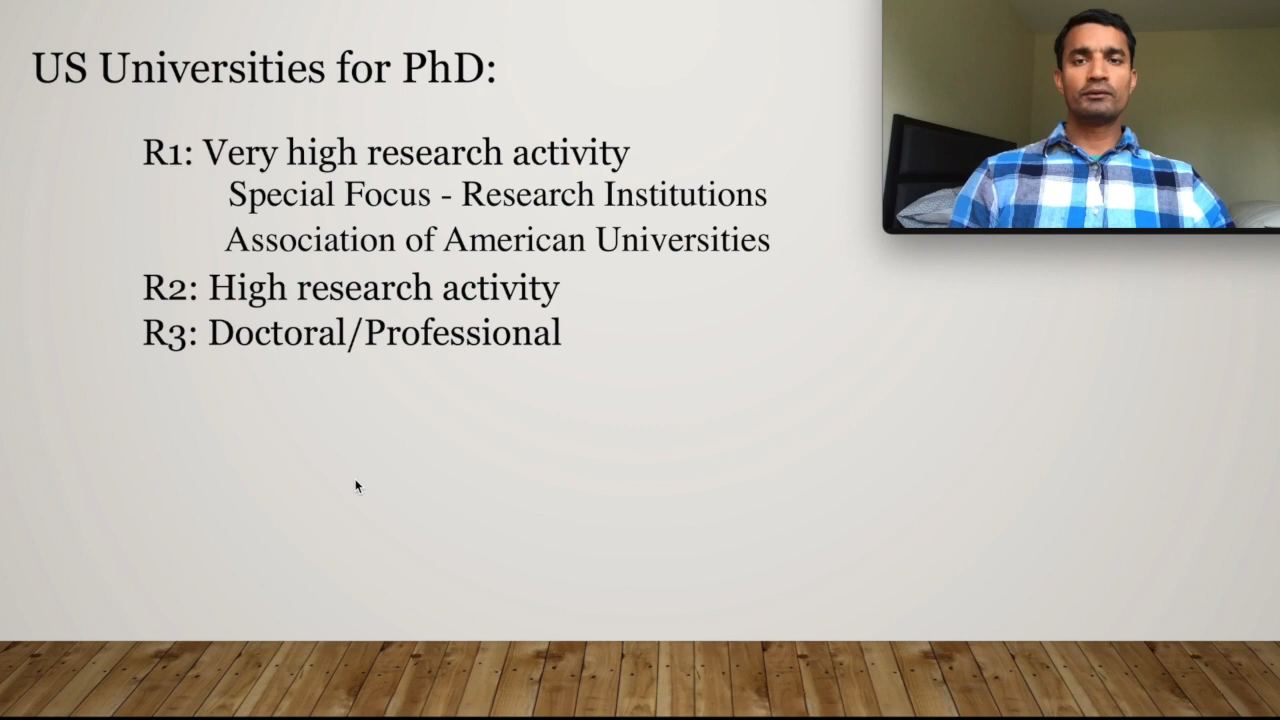 US Universities for PhD:
R1: Very high research activity
Special Focus - Research Institutions
Association of American Universities
R2: High research activity
R3: Doctoral/Professional